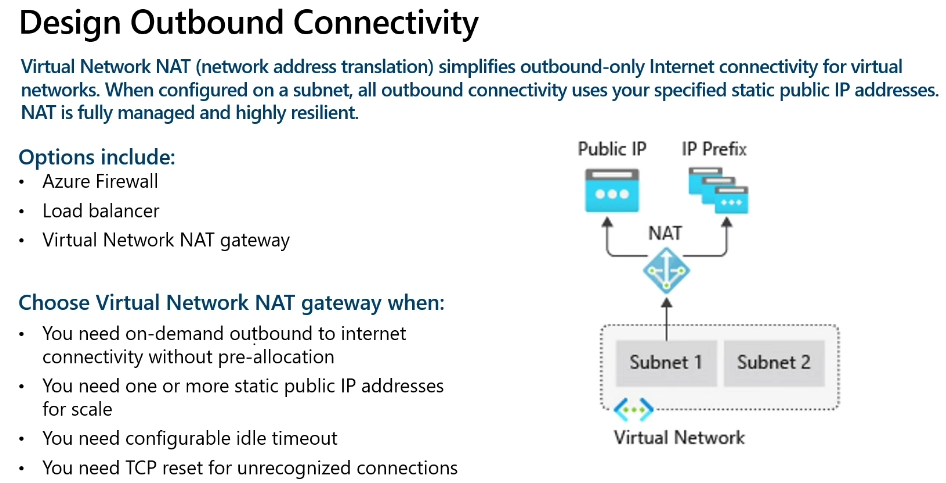 Design Outbound Connectivity
Virtual Network NAT (network address translation) simplifies outbound-only Internet connectivity for virtual
networks. When configured on a subnet, all outbound connectivity uses your specified static public IP addresses.
NAT is fully managed and highly resilient.
Options include:
• Azure Firewall
• Load balancer
• Virtual Network NAT gateway
Choose Virtual Network NAT gateway when:
• You need on-demand outbound to internet
connectivity without pre-allocation
• You need one or more static public IP addresses
for scale
• You need configurable idle timeout
• You need TCP reset for unrecognized connections
Public IP
IP Prefix
NAT
Subnet 1
Subnet 2
Virtual Network